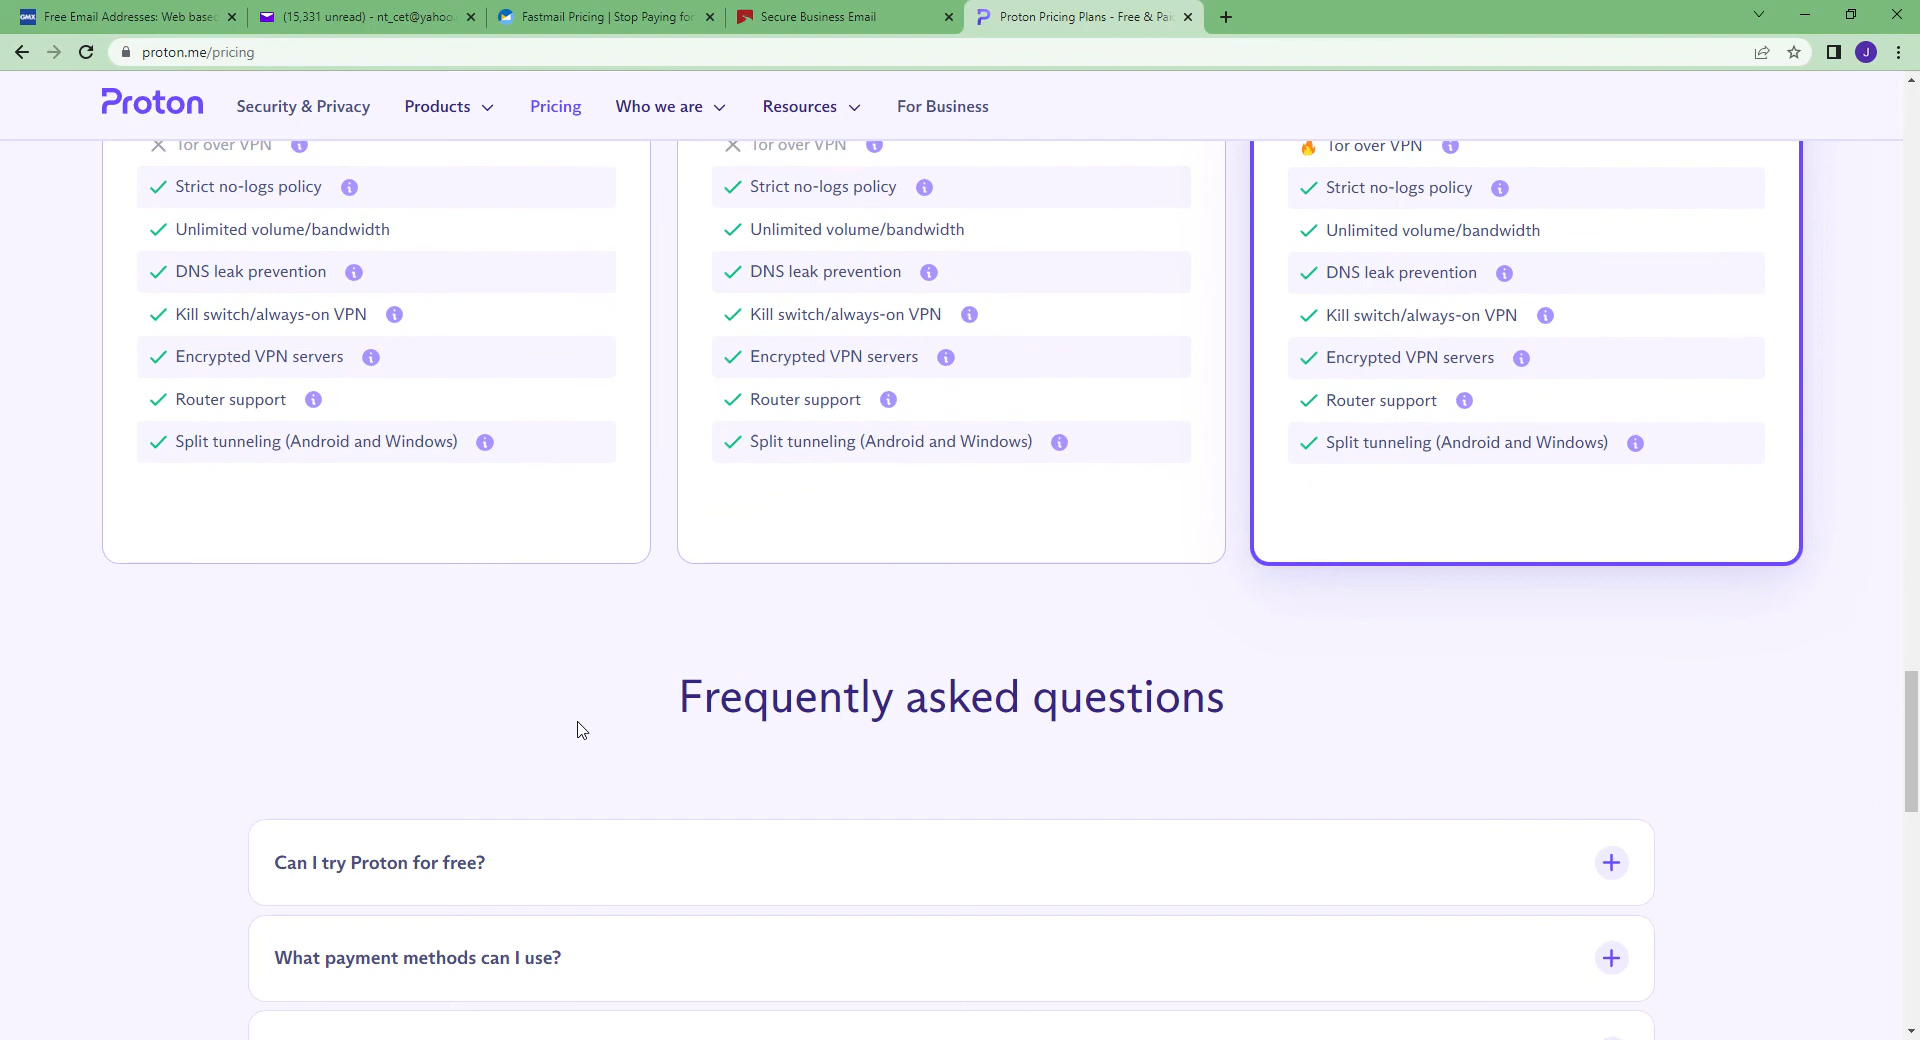 GMX Free Email Addresses: Web based
(15,331 unread) - nt_cet@yahoo.
Fastmail Pricing | Stop Paying for
Secure Business Email
Proton Pricing Plans - Free & Pai
proton.me/pricing
J
Proton
Security & Privacy
Products
Pricing
Who we are
Resources
For Business
Tor over VPN
Strict no-logs policy
Unlimited volume/bandwidth
DNS leak prevention
Kill switch/always-on VPN
Encrypted VPN servers
Router support
Split tunneling (Android and Windows)
Tor over VPN
Strict no-logs policy
Unlimited volume/bandwidth
DNS leak prevention
Kill switch/always-on VPN
Encrypted VPN servers
Router support
Split tunneling (Android and Windows)
Tor over VPN
Strict no-logs policy
Unlimited volume/bandwidth
DNS leak prevention
Kill switch/always-on VPN
Encrypted VPN servers
Router support
Split tunneling (Android and Windows)
Frequently asked questions
Can I try Proton for free?
What payment methods can I use?